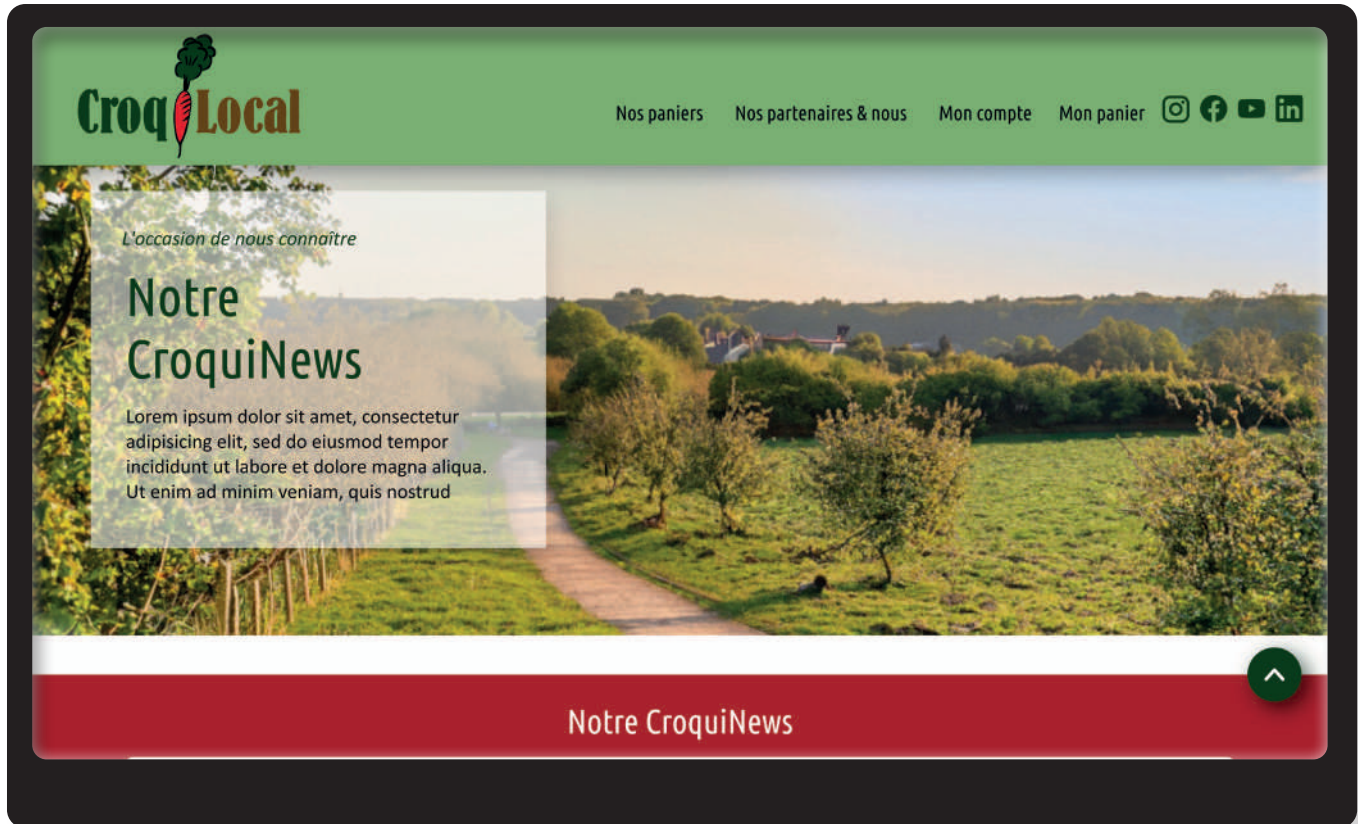 Croq Local
Nos paniers Nos partenaires & nous Mon compte Mon panier
L'occasion de nous connaître
Notre
CroquiNews
Lorem ipsum dolor sit amet, consectetur
adipisicing elit, sed do eiusmod tempor
incididunt ut labore et dolore magna aliqua.
Ut enim ad minim veniam, quis nostrud
Notre CroquiNews